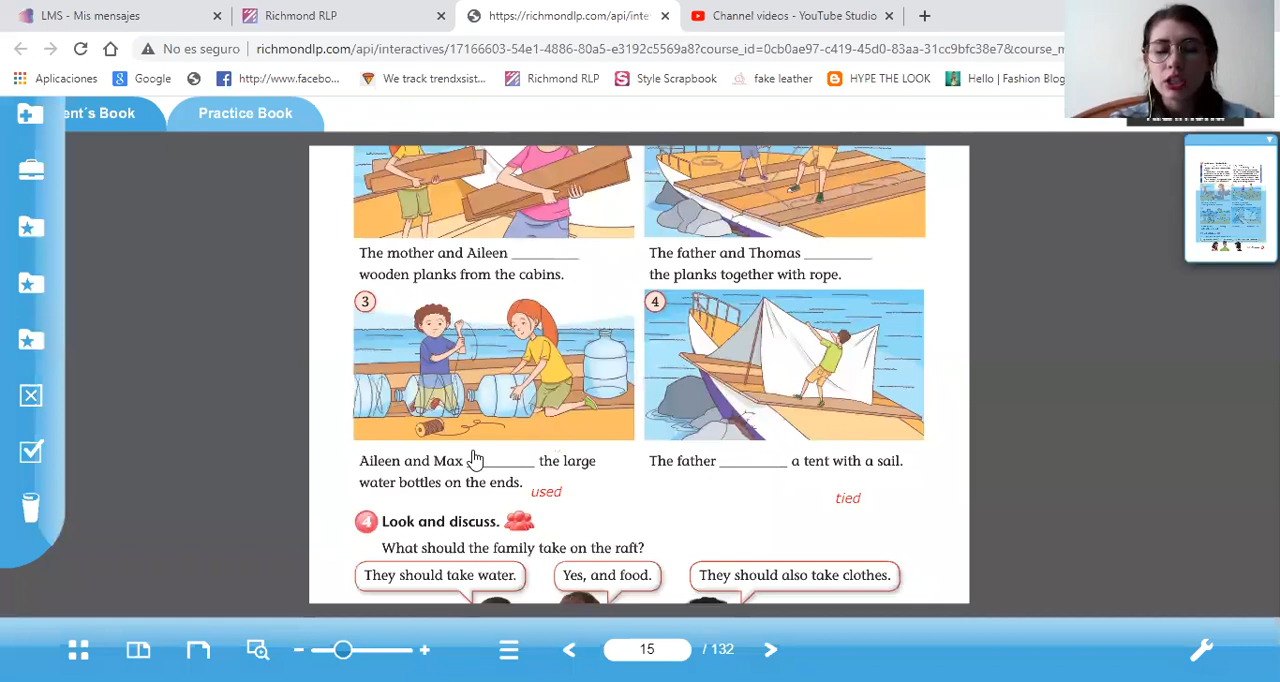 LMS - Mis mensajes
Richmond RLP
https://richmondlp.com/api/inte
Channel videos - YouTube Studio
No es seguro
richmondlp.com/api/interactives/17166603-54e1-4886-80a5-e3192c5569a8?course_id=0cb0ae97-c419-45d0-83aa-31cc9bfc38e7&course_m
Aplicaciones
Google
http://www.facebo...
We track trendxsist...
Richmond RLP
Style Scrapbook
fake leather
HYPE THE LOOK
Hello | Fashion Blog
ent´s Book
Practice Book
The mother and Aileen ________
wooden planks from the cabins.
The father and Thomas ________
the planks together with rope.
3
4
Aileen and Max ________ the large
water bottles on the ends.
used
The father ________ a tent with a sail.
tied
4 Look and discuss.
What should the family take on the raft?
They should take water.
Yes, and food.
They should also take clothes.
15
/ 132